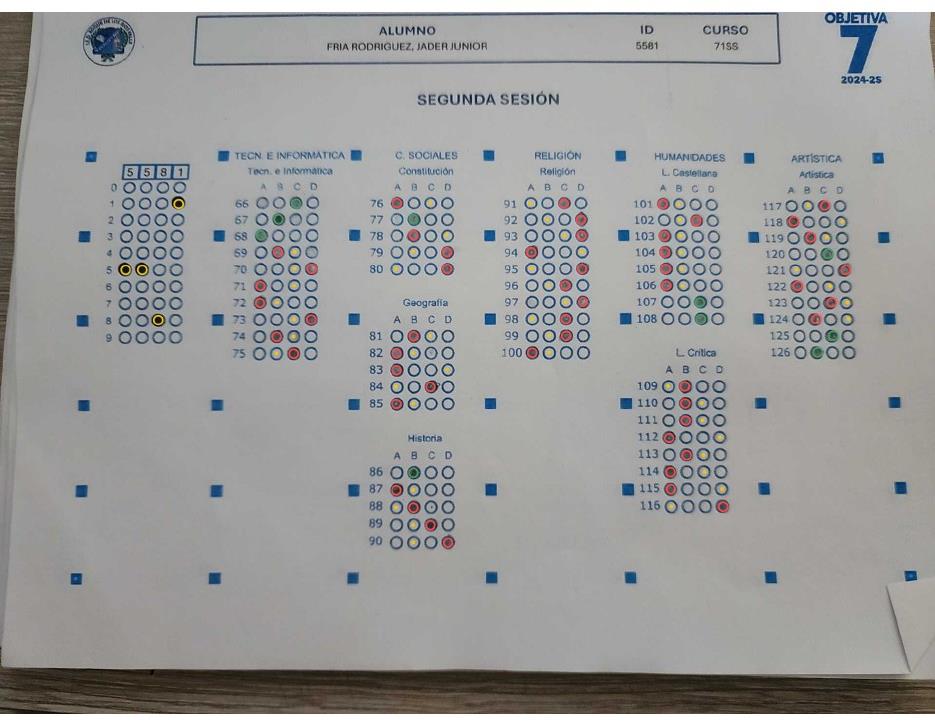 ALUMNO ID CURSO
FRIA RODRIGUEZ, JADER JUNIOR 5581 71SS
OBJETIVA
7
2024-2S
SEGUNDA SESIÓN
5 5 8 1
0
1
2
3
4
5
6
7
8
9
TECN. E INFORMÁTICA
Tecn. e Informática
A B C D
66
67
68
69
70
71
72
73
74
75
C. SOCIALES
Constitución
A B C D
76
77
78
79
80
Geografía
81
82
83
84
85
Historia
A B C D
86
87
88
89
90
RELIGIÓN
Religión
A B C D
91
92
93
94
95
96
97
98
99
100
HUMANIDADES
L. Castellana
A B C D
101
102
103
104
105
106
107
108
L. Crítica
A B C D
109
110
111
112
113
114
115
116
ARTÍSTICA
Artística
A B C D
117
118
119
120
121
122
123
124
125
126